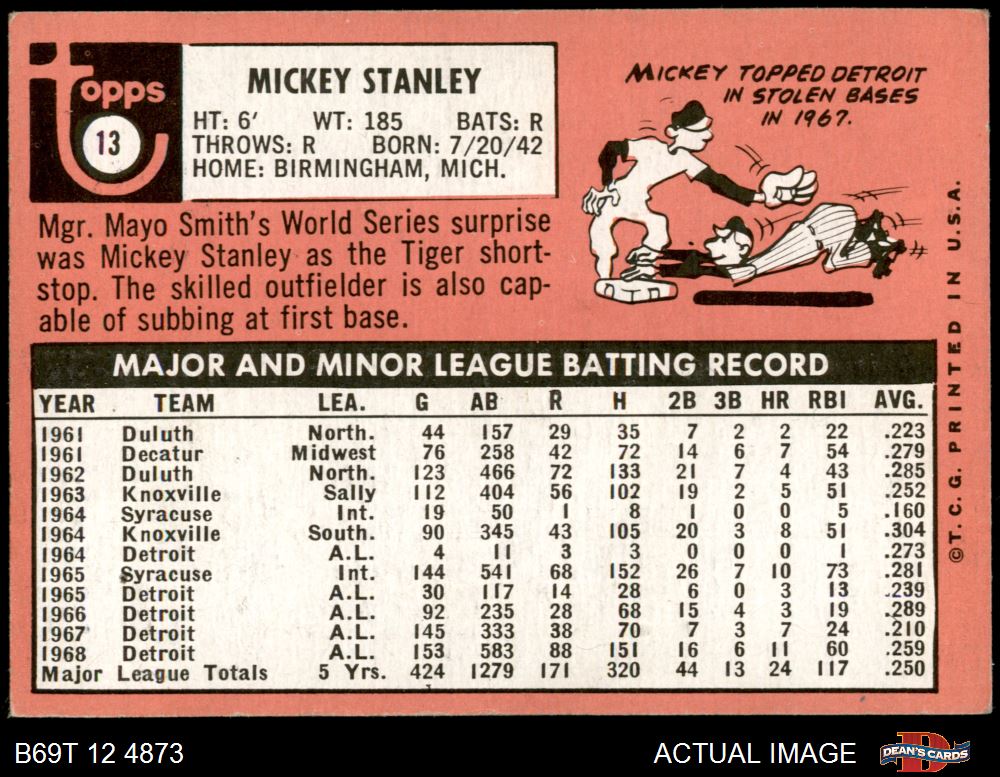 topps
13
MICKEY STANLEY
HT: 6' WT: 185 BATS: R
THROWS: R BORN: 7/20/42
HOME: BIRMINGHAM, MICH.
MICKEY TOPPED DETROIT
IN STOLEN BASES
IN 1967.
Mgr. Mayo Smith's World Series surprise
was Mickey Stanley as the Tiger short-
stop. The skilled outfielder is also cap-
able of subbing at first base.
MAJOR AND MINOR LEAGUE BATTING RECORD
YEAR TEAM LEA. G AB R H 2B 3B HR RBI AVG.
1961 Duluth North. 44 157 29 35 7 2 2 22 .223
1961 Decatur Midwest 76 258 42 72 14 6 7 54 .279
1962 Duluth North. 123 466 72 133 21 7 4 43 .285
1963 Knoxville Sally 112 404 56 102 19 2 5 51 .252
1964 Syracuse Int. 19 50 1 8 1 0 0 5 .160
1964 Knoxville South. 90 345 43 105 20 3 8 51 .304
1964 Detroit A.L. 4 11 3 3 0 0 0 1 .273
1965 Syracuse Int. 144 541 68 152 26 7 10 73 .281
1965 Detroit A.L. 30 117 14 28 6 0 3 13 .239
1966 Detroit A.L. 92 235 28 68 15 4 3 19 .289
1967 Detroit A.L. 145 333 38 70 7 3 7 24 .210
1968 Detroit A.L. 153 583 88 151 16 6 11 60 .259
Major League Totals 5 Yrs. 424 1279 171 320 44 13 24 117 .250
©T.C.G. PRINTED IN U.S.A.
B69T 12 4873
ACTUAL IMAGE
DEAN'S CARDS